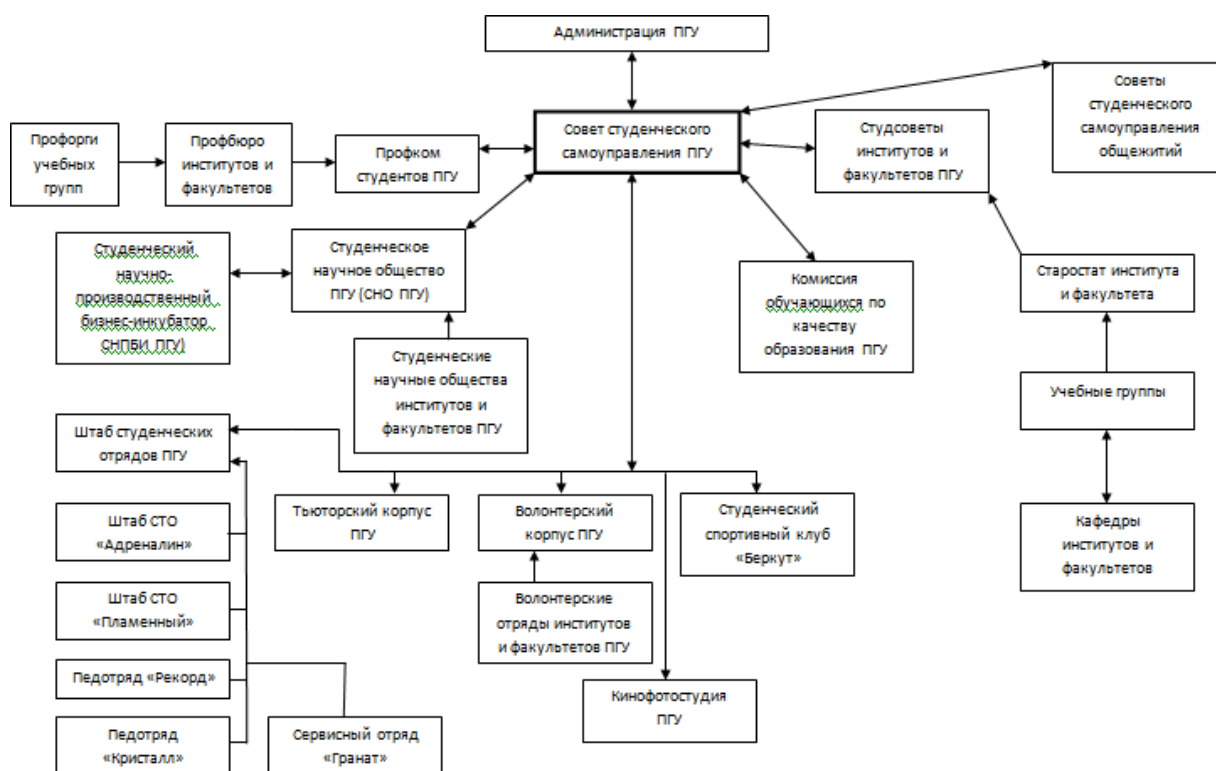 Администрация ПГУ
Советы
студенческого
самоуправления
общежитий
Совет студенческого
самоуправления ПГУ
Студсоветы
институтов и
факультетов ПГУ
Профорги
учебных
групп
Профбюро
институтов и
факультетов
Профком
студентов ПГУ
Студенческий
научно-
производственный
бизнес-инкубатор
СНПБИ ПГУ)
Студенческое
научное общество
ПГУ (СНО ПГУ)
Комиссия
обучающихся по
качеству
образования ПГУ
Старостат института
и факультета
Студенческие
научные общества
институтов и
факультетов ПГУ
Учебные группы
Штаб студенческих
отрядов ПГУ
Тьюторский корпус
ПГУ
Волонтерский
корпус ПГУ
Студенческий
спортивный клуб
«Беркут»
Кафедры
институтов и
факультетов
Штаб СТО
«Адреналин»
Штаб СТО
«Пламенный»
Волонтерские
отряды институтов
и факультетов ПГУ
Педотряд «Рекорд»
Кинофотостудия
ПГУ
Педотряд
«Кристалл»
Сервисный отряд
«Гранат»